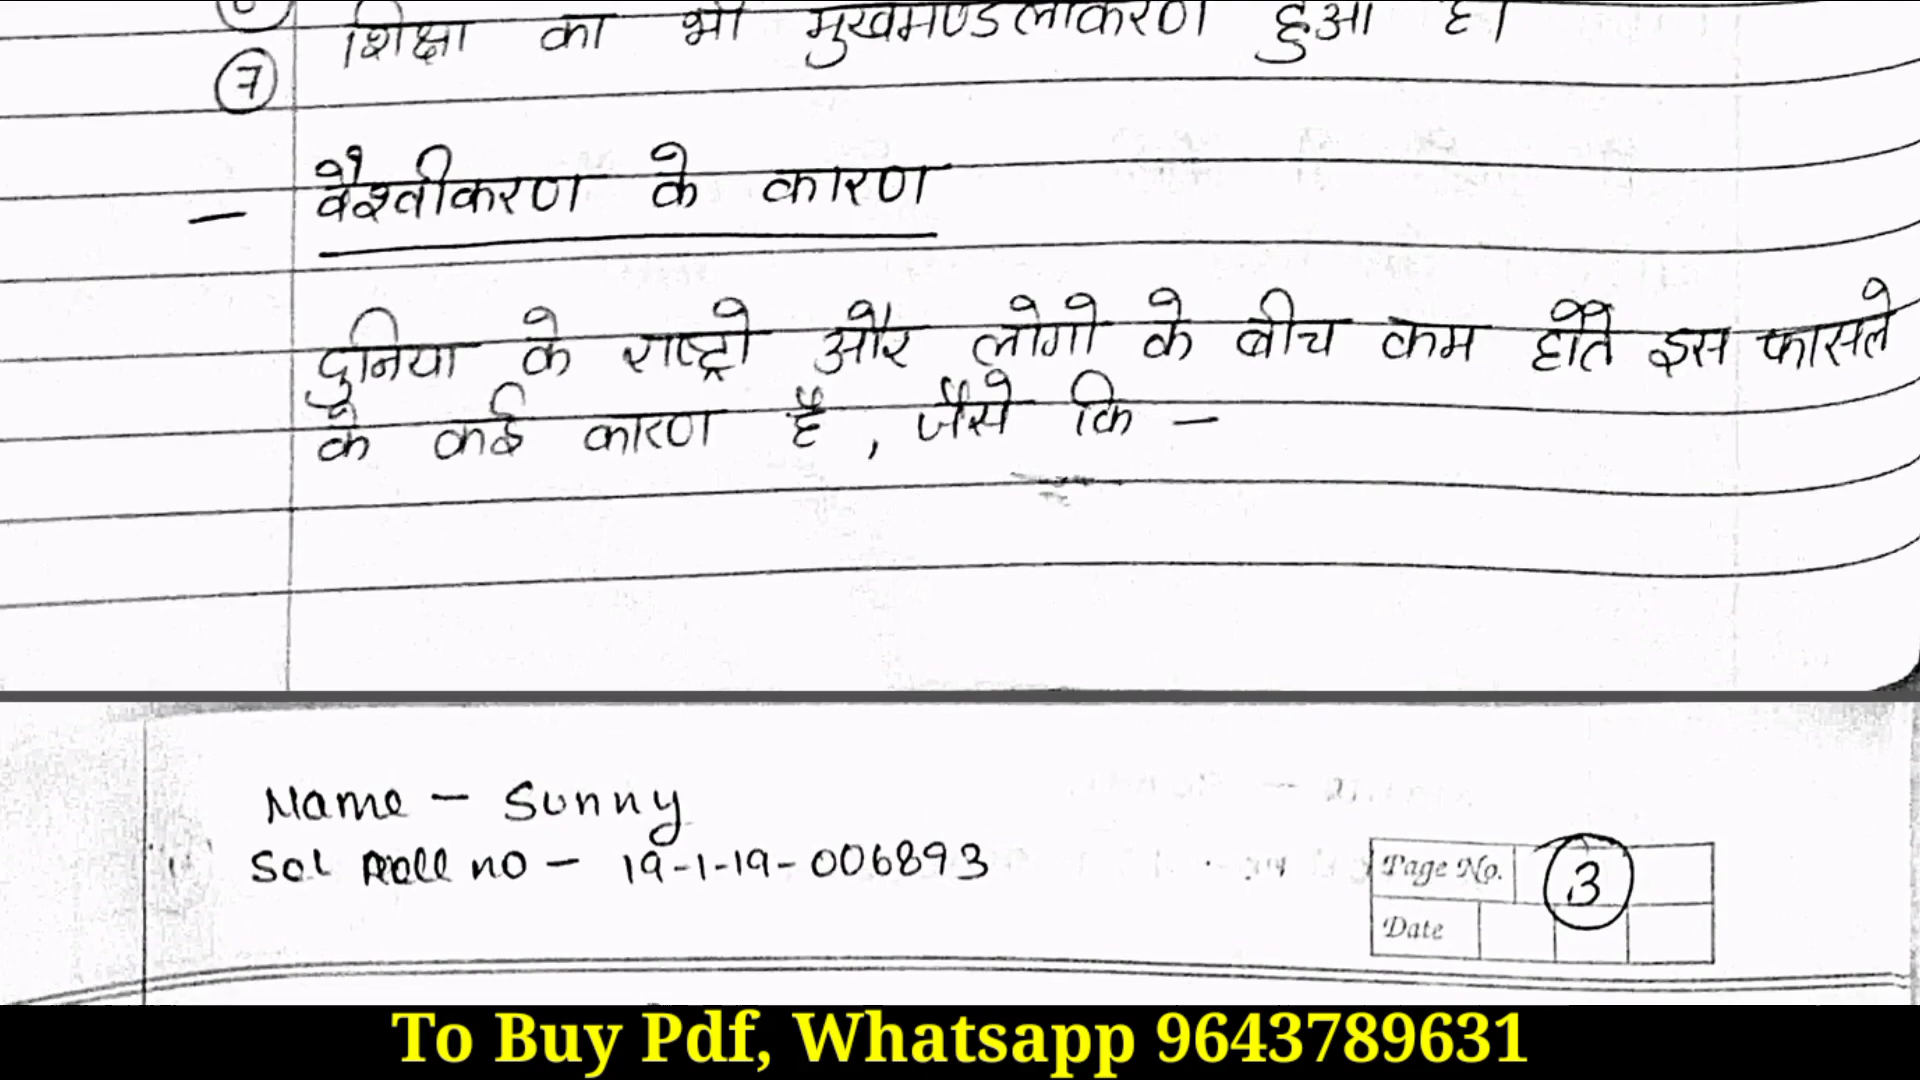 शिक्षा का भी मुखमण्डलीकरण हुआ है।
7
- वैश्वीकरण के कारण
दुनिया के राष्ट्रो और लोगो के बीच कम होते इस फासले
के कई कारण है, जैसे कि -
Name - Sunny
Sol Roll no - 19-1-19-006893
Page No. 3
Date
To Buy Pdf, Whatsapp 9643789631